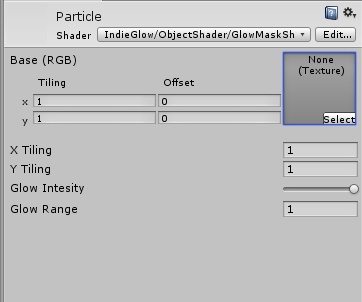 Particle
Shader IndieGlow/ObjectShader/GlowMaskSh Edit...
Base (RGB)
None
(Texture)
Tiling Offset
x 1 0
y 1 0
Select
X Tiling 1
Y Tiling 1
Glow Intesity
Glow Range 1